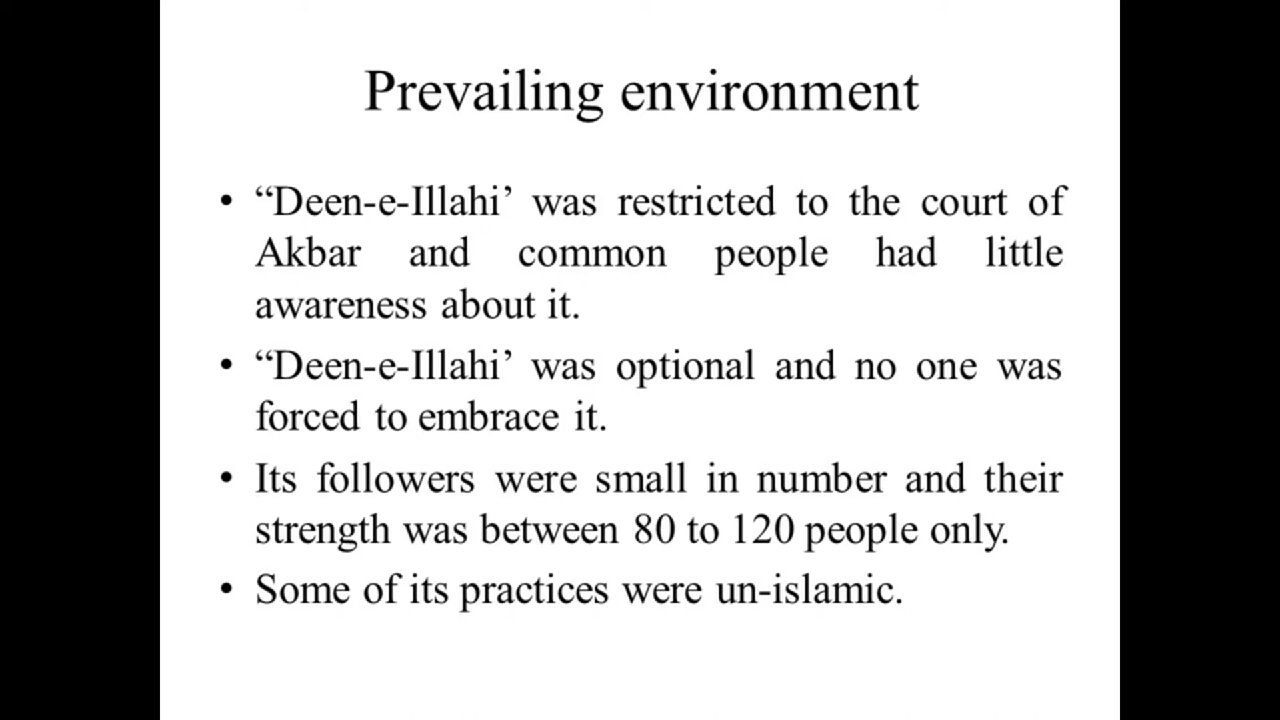 Prevailing environment
• “Deen-e-Illahi’ was restricted to the court of
Akbar and common people had little
awareness about it.
• “Deen-e-Illahi’ was optional and no one was
forced to embrace it.
• Its followers were small in number and their
strength was between 80 to 120 people only.
• Some of its practices were un-islamic.